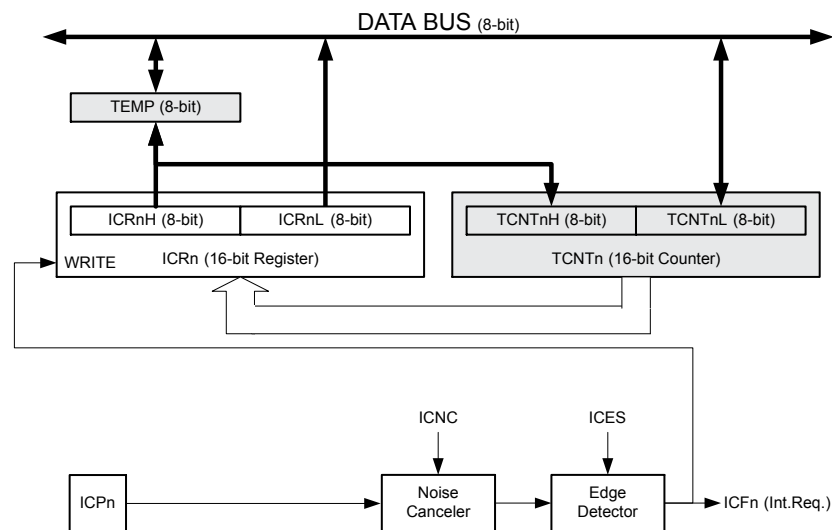 DATA BUS (8-bit)
TEMP (8-bit)
ICRnH (8-bit)
ICRnL (8-bit)
TCNTnH (8-bit)
TCNTnL (8-bit)
WRITE
ICRn (16-bit Register)
TCNTn (16-bit Counter)
ICNC
ICES
ICPn
Noise
Canceler
Edge
Detector
ICFn (Int.Req.)